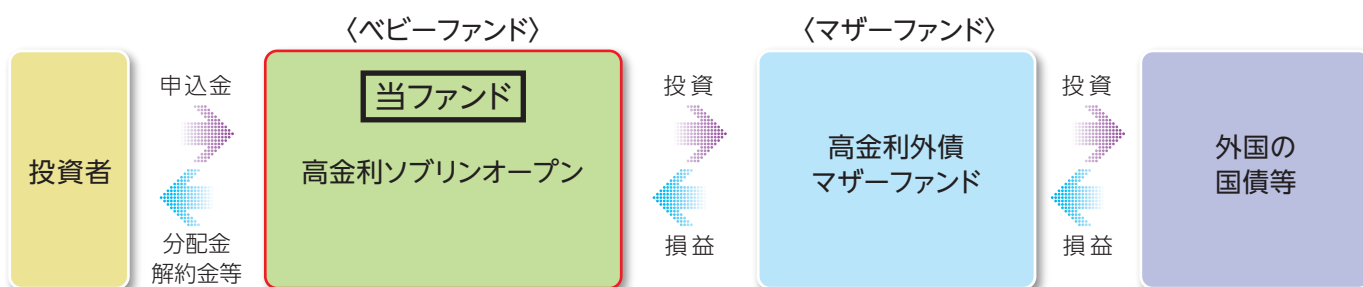 〈ベビーファンド〉
〈マザーファンド〉
投資者
申込金
分配金
解約金等
当ファンド
高金利ソブリンオープン
投資
損益
高金利外債
マザーファンド
投資
損益
外国の
国債等